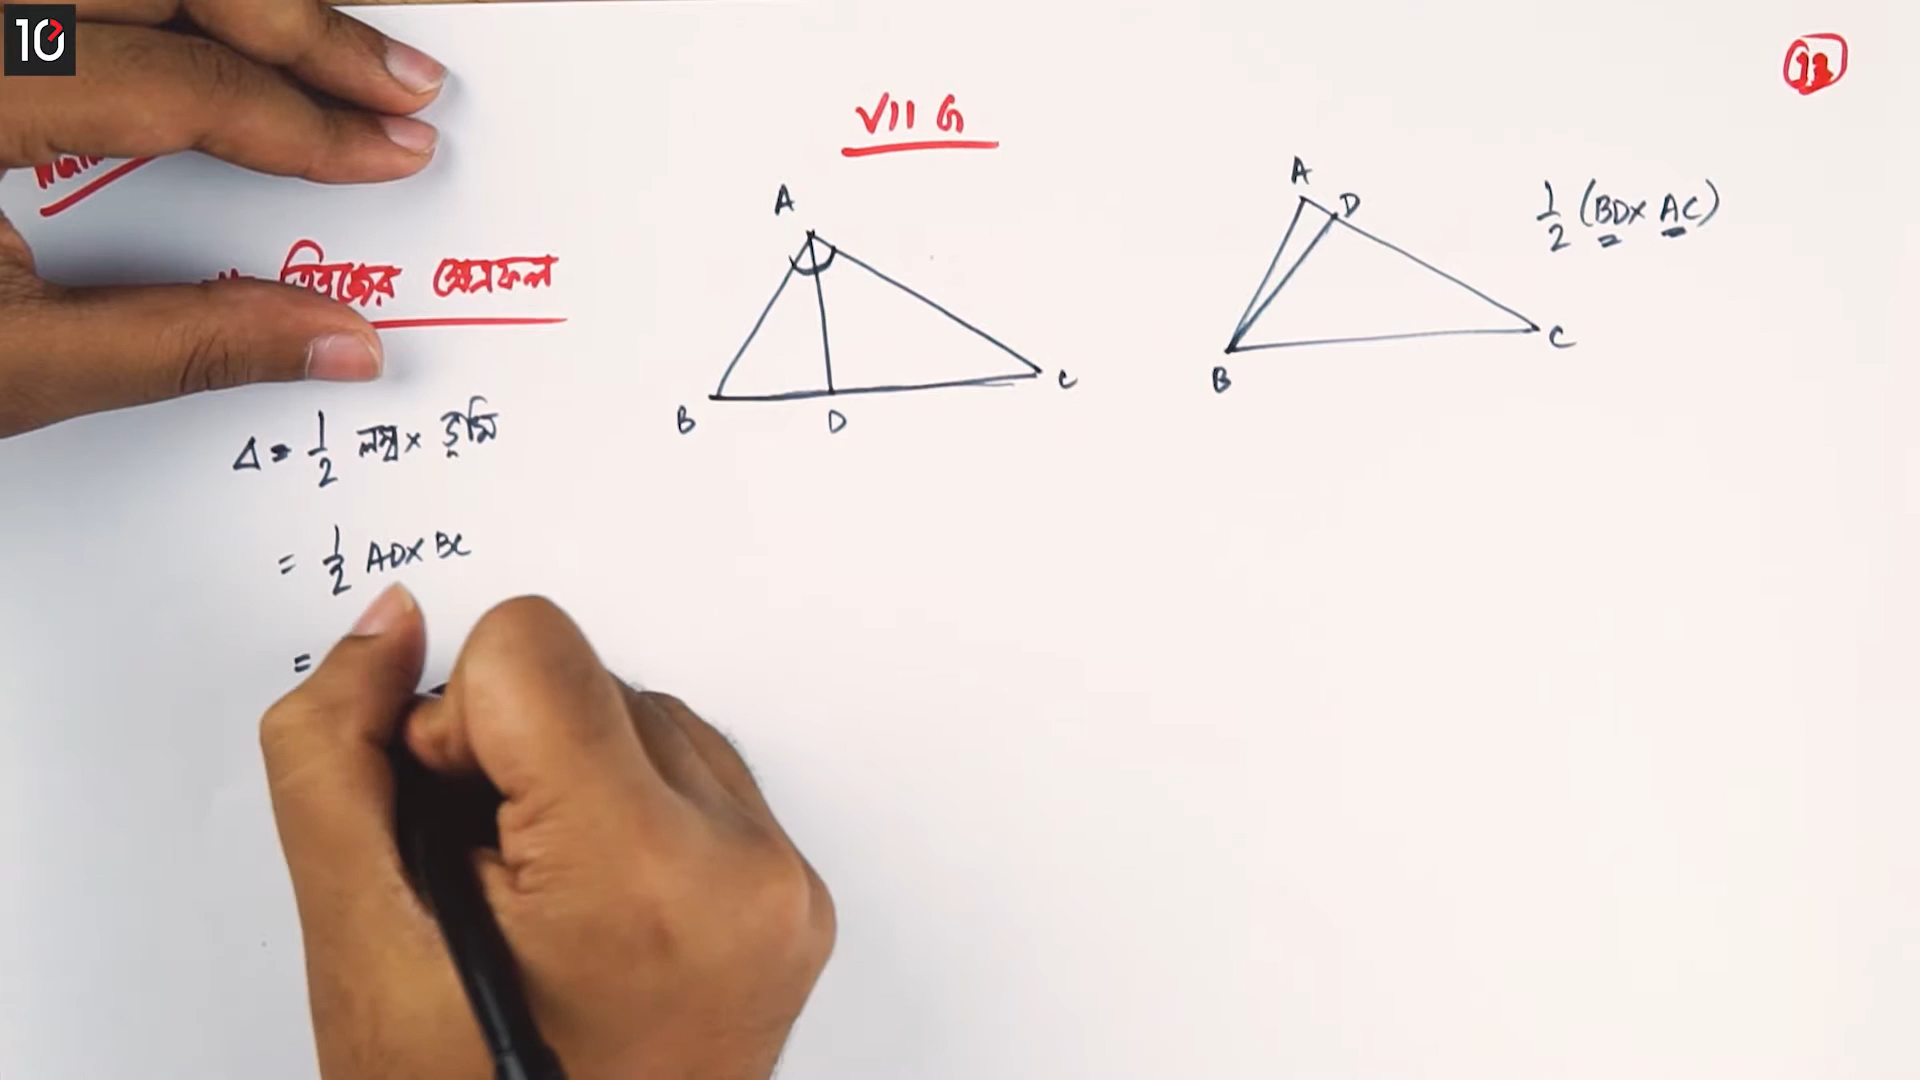 10
VII G
ত্রিভুজের ক্ষেত্রফল
Δ = 1/2 লম্ব × ভূমি
= 1/2 AD × BC
=
A
B
D
C
A
D
B
C
1/2 (BD × AC)